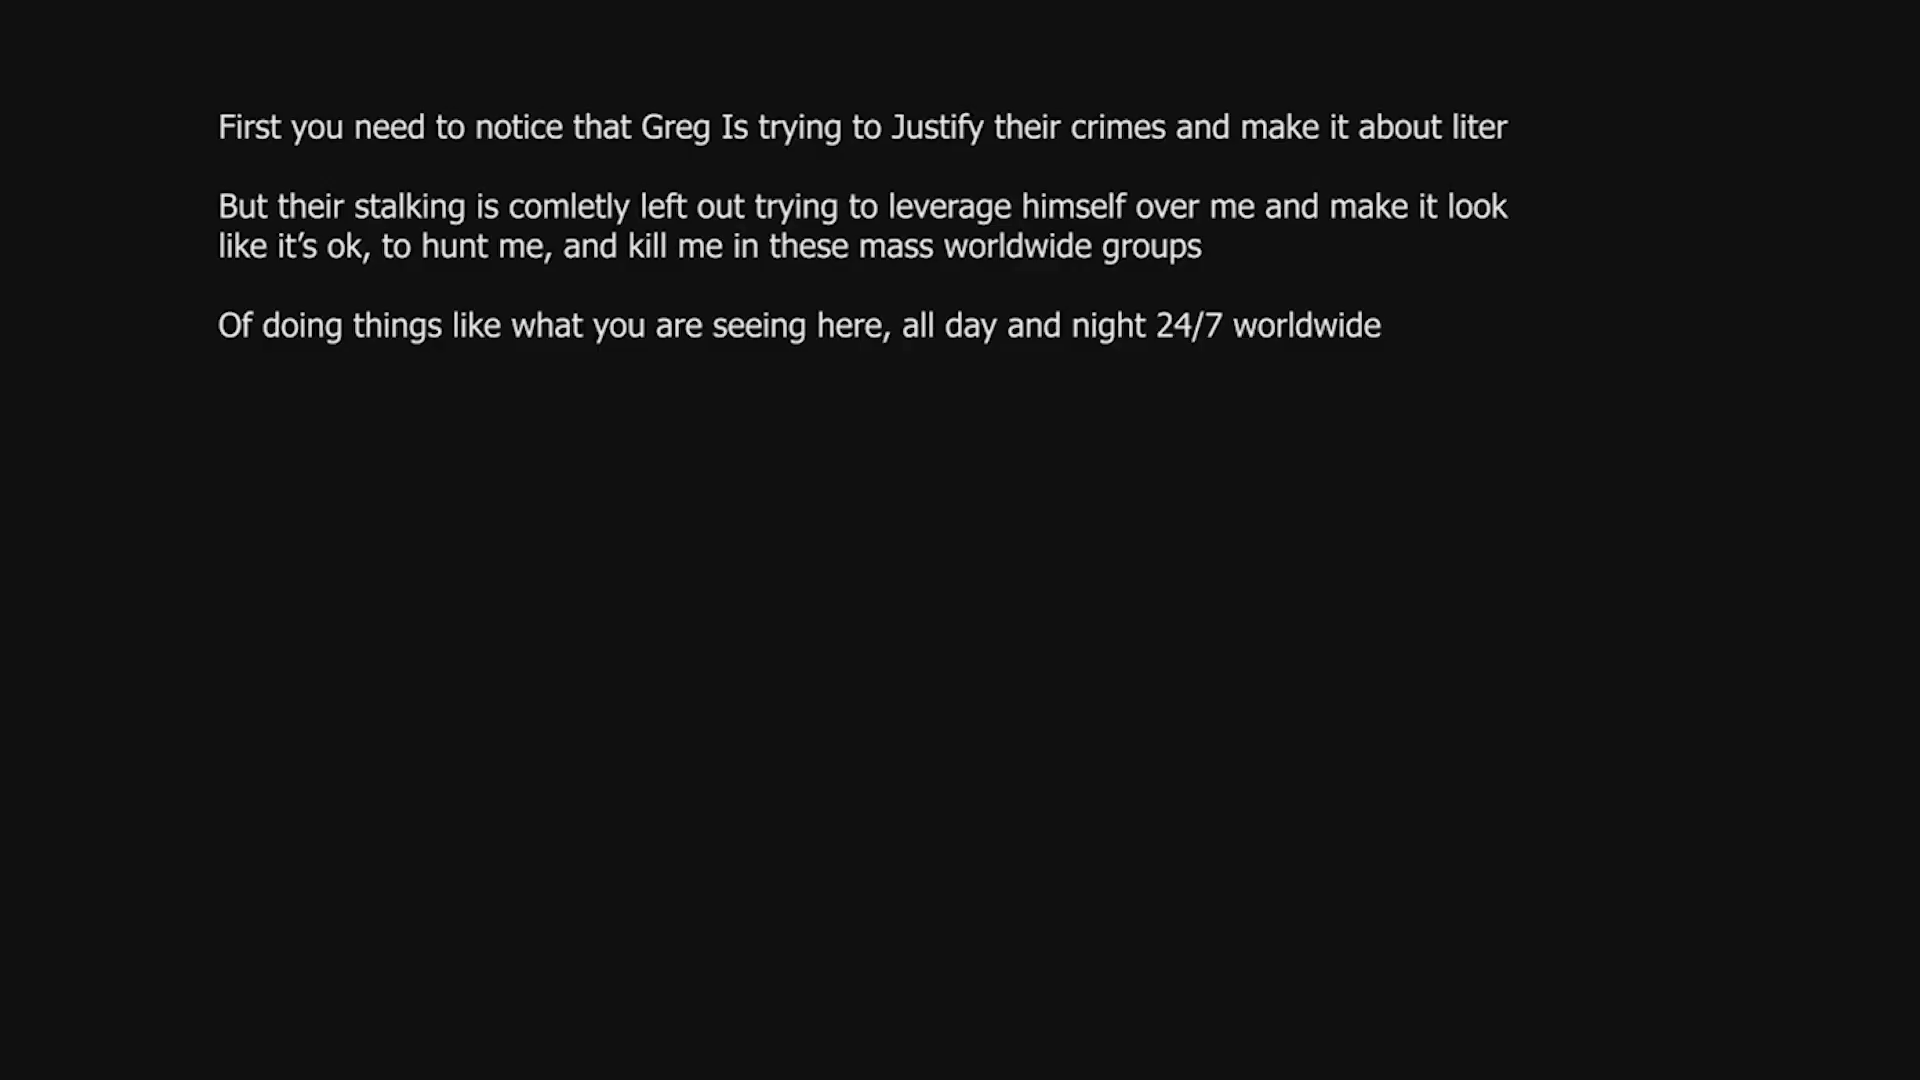 First you need to notice that Greg Is trying to Justify their crimes and make it about liter
But their stalking is comletly left out trying to leverage himself over me and make it look
like it’s ok, to hunt me, and kill me in these mass worldwide groups
Of doing things like what you are seeing here, all day and night 24/7 worldwide